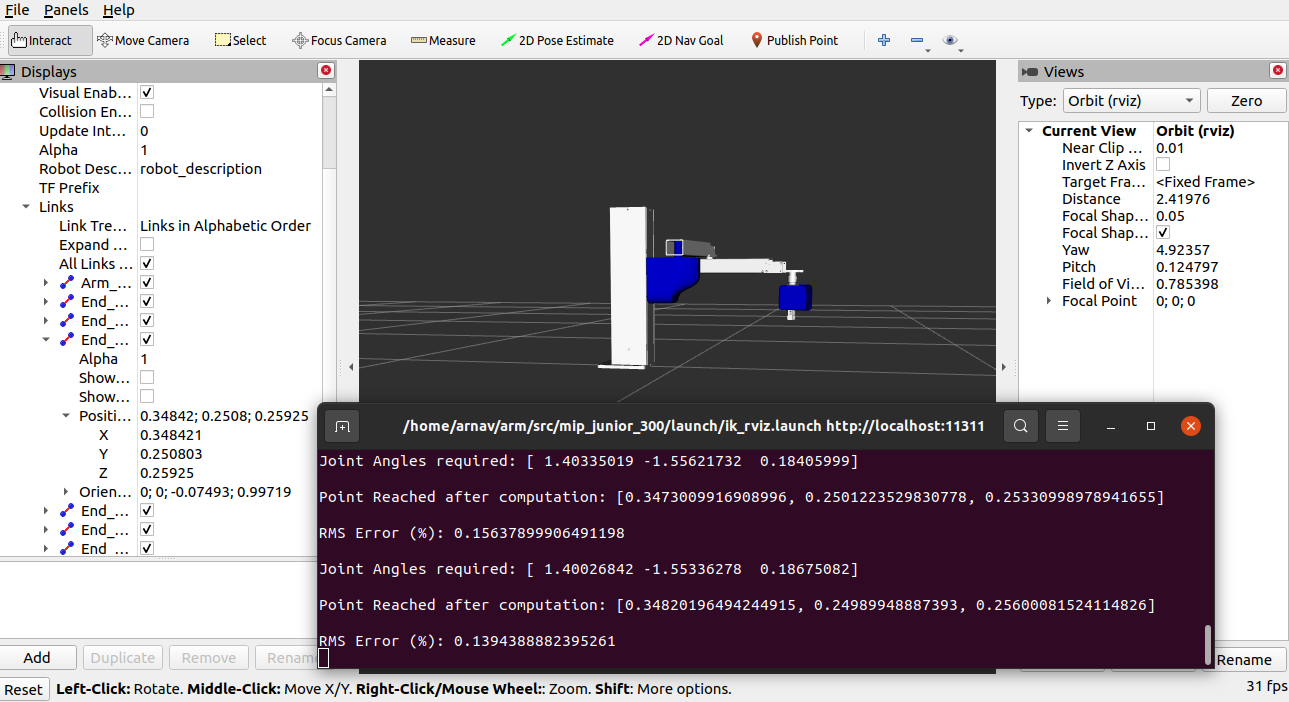 File Panels Help
Interact Move Camera Select Focus Camera Measure 2D Pose Estimate 2D Nav Goal Publish Point
Displays
Visual Enab...
Collision En...
Update Int... 0
Alpha 1
Robot Desc... robot_description
TF Prefix
Links
Link Tre... Links in Alphabetic Order
Expand ...
All Links ...
Arm_...
End_...
End_...
End_...
Alpha 1
Show...
Show...
Positi... 0.34842; 0.2508; 0.25925
X 0.348421
Y 0.250803
Z 0.25925
Orien... 0; 0; -0.07493; 0.99719
End_...
End_...
End_...
Add Duplicate Remove Renam
Reset Left-Click: Rotate. Middle-Click: Move X/Y. Right-Click/Mouse Wheel:: Zoom. Shift: More options.
Views
Type: Orbit (rviz) Zero
Current View Orbit (rviz)
Near Clip ... 0.01
Invert Z Axis
Target Fra... <Fixed Frame>
Distance 2.41976
Focal Shap... 0.05
Focal Shap...
Yaw 4.92357
Pitch 0.124797
Field of Vi... 0.785398
Focal Point 0; 0; 0
/home/arnav/arm/src/mip_junior_300/launch/ik_rviz.launch http://localhost:11311
Joint Angles required: [ 1.40335019 -1.55621732  0.18405999]
Point Reached after computation: [0.3473009916908996, 0.2501223529830778, 0.25330998978941655]
RMS Error (%): 0.15637899906491198
Joint Angles required: [ 1.40026842 -1.55336278  0.18675082]
Point Reached after computation: [0.34820196494244915, 0.24989948887393, 0.25600081524114826]
RMS Error (%): 0.1394388882395261
Rename
31 fps